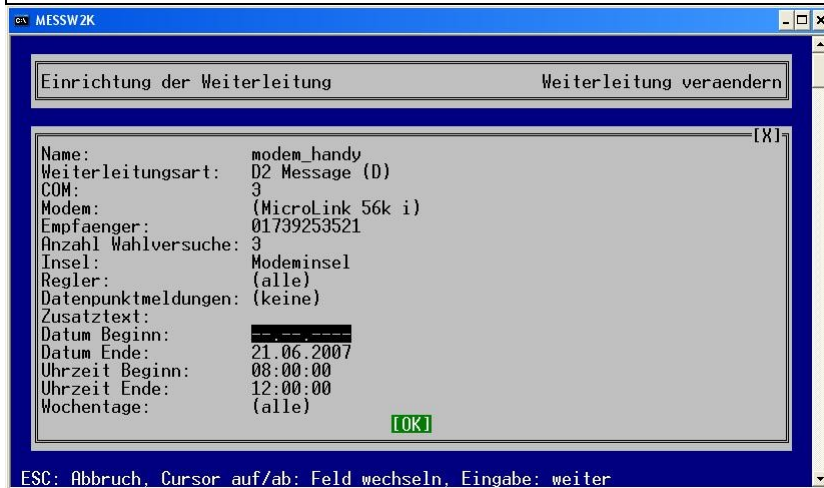 MESSW2K
Einrichtung der Weiterleitung Weiterleitung veraendern
[X]
Name: modem_handy
Weiterleitungsart: D2 Message (D)
COM: 3
Modem: (MicroLink 56k i)
Empfaenger: 01739253521
Anzahl Wahlversuche: 3
Insel: Modeminsel
Regler: (alle)
Datenpunktmeldungen: (keine)
Zusatztext:
Datum Beginn: --.--.----
Datum Ende: 21.06.2007
Uhrzeit Beginn: 08:00:00
Uhrzeit Ende: 12:00:00
Wochentage: (alle)
[OK]
ESC: Abbruch, Cursor auf/ab: Feld wechseln, Eingabe: weiter